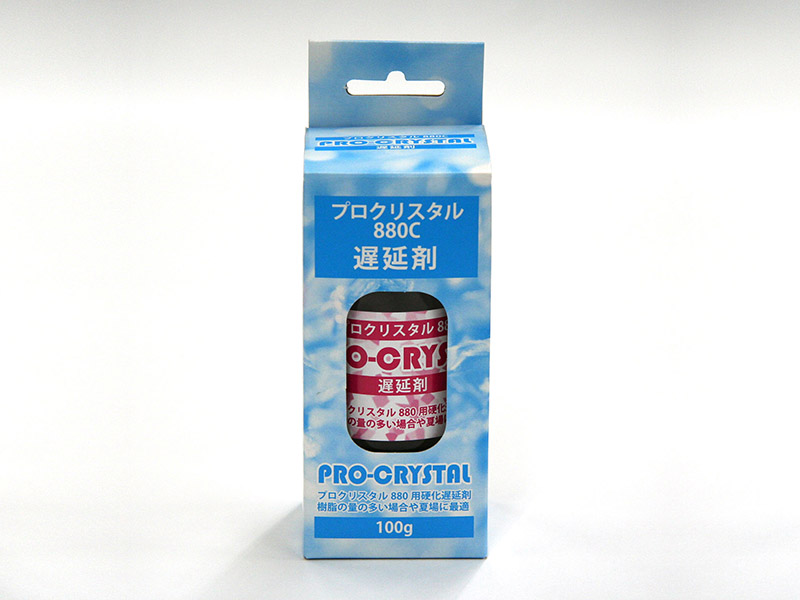 プロクリスタル 880C
PRO-CRYSTAL
遅延剤
プロクリスタル
880C
遅延剤
ロクリスタル 88
O-CRYS
遅延剤
クリスタル 880 用硬化
の量の多い場合や夏場に
PRO-CRYSTAL
プロクリスタル 880 用硬化遅延剤
樹脂の量の多い場合や夏場に最適
100g